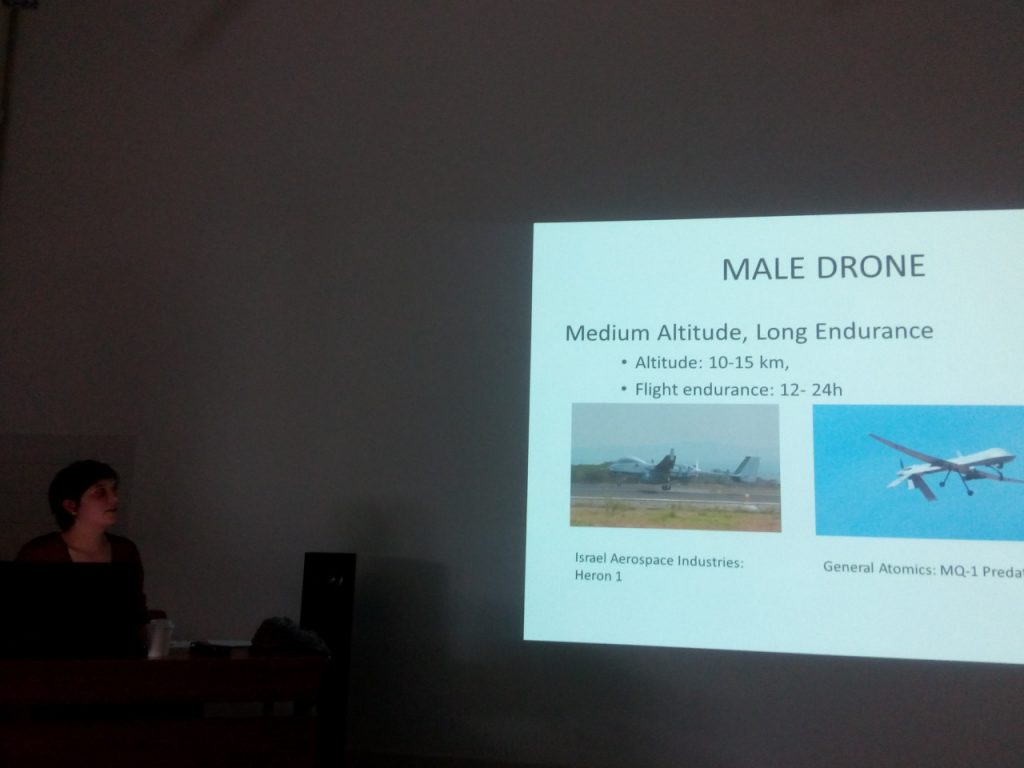 MALE DRONE
Medium Altitude, Long Endurance
• Altitude: 10-15 km,
• Flight endurance: 12- 24h
Israel Aerospace Industries:
Heron 1
General Atomics: MQ-1 Predat